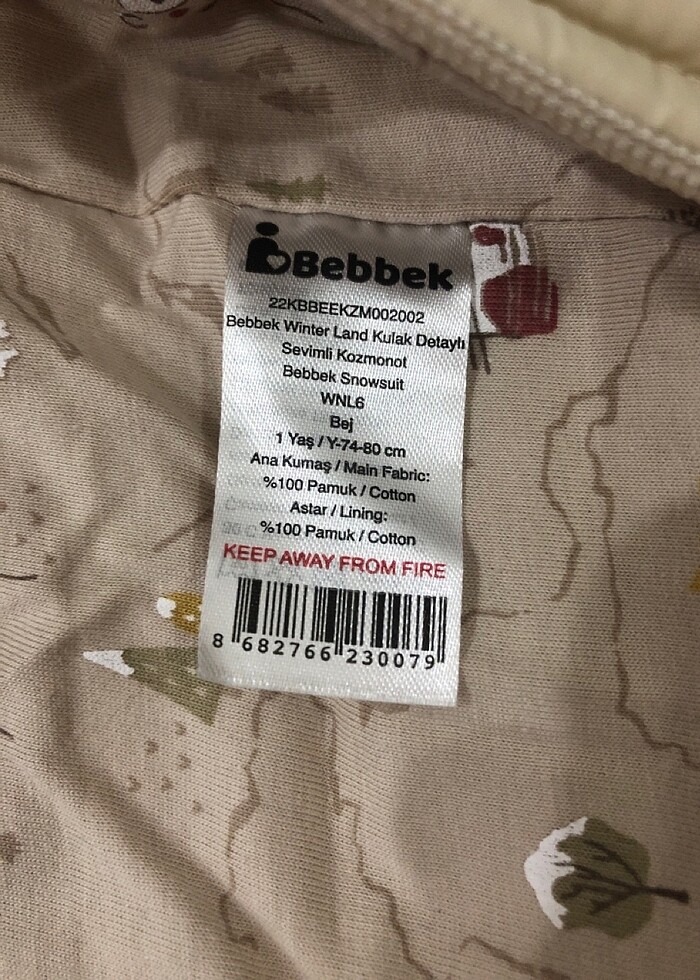 Bebbek
22KBBEEKZM002002
Bebbek Winter Land Kulak Detaylı
Sevimli Kozmonot
Bebbek Snowsuit
WNL6
Bej
1 Yaş / Y-74-80 cm
Ana Kumaş / Main Fabric:
%100 Pamuk / Cotton
Astar / Lining:
%100 Pamuk / Cotton
KEEP AWAY FROM FIRE
8 682766 230079